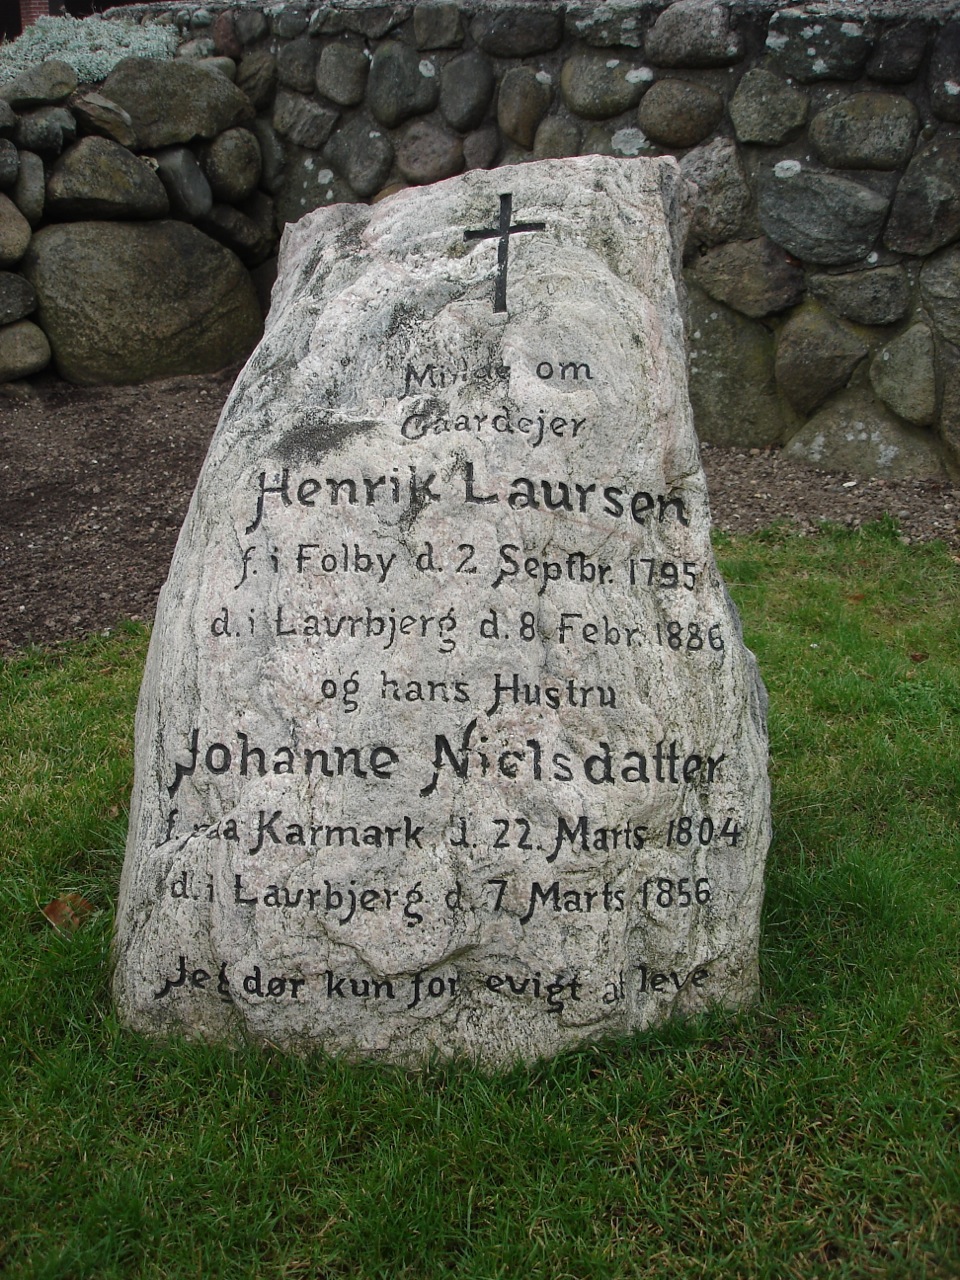 Minde om
Gaardejer
Henrik Laursen
f. i Folby d. 2 Septbr. 1795
d. i Laurbjerg d. 8 Febr. 1886
og hans Hustru
Johanne Nielsdatter
f. paa Karmark d. 22. Marts 1804
d. i Laurbjerg d. 7 Marts 1856
Jeg dør kun for evigt at leve